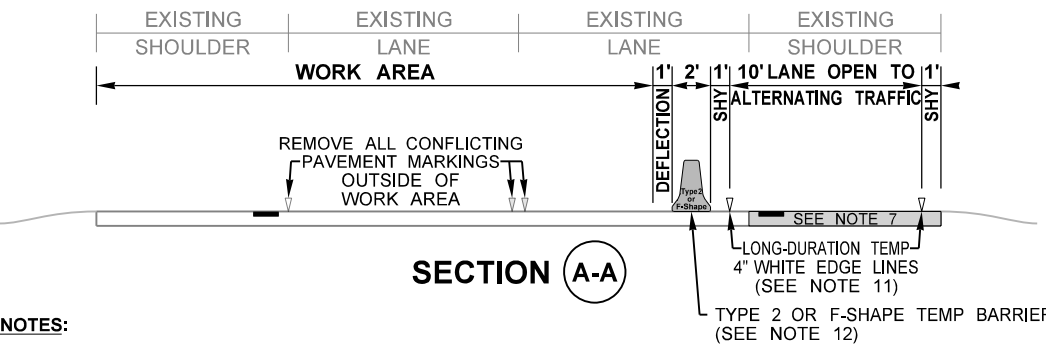 EXISTING EXISTING EXISTING EXISTING
SHOULDER LANE LANE SHOULDER
WORK AREA 1' 2' 1' 10' LANE OPEN TO 1'
ALTERNATING TRAFFIC
DEFLECTION
SHY
SHY
REMOVE ALL CONFLICTING
PAVEMENT MARKINGS
OUTSIDE OF
WORK AREA
Type 2
or
F-Shape
SEE NOTE 7
LONG-DURATION TEMP
4" WHITE EDGE LINES
(SEE NOTE 11)
SECTION A-A
TYPE 2 OR F-SHAPE TEMP BARRIER
(SEE NOTE 12)
NOTES: